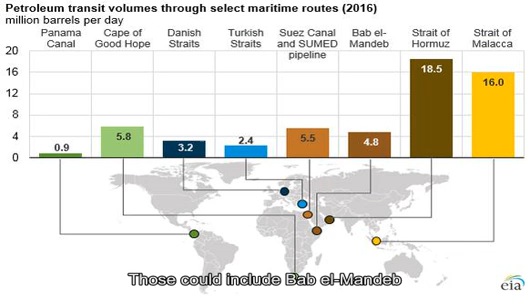 Petroleum transit volumes through select maritime routes (2016)
million barrels per day
Panama
Canal
Cape of
Good Hope
Danish
Straits
Turkish
Straits
Suez Canal
and SUMED
pipeline
Bab el-
Mandeb
Strait of
Hormuz
Strait of
Malacca
20
16
12
8
4
0
0.9
5.8
3.2
2.4
5.5
4.8
18.5
16.0
Those could include Bab el-Mandeb
eia